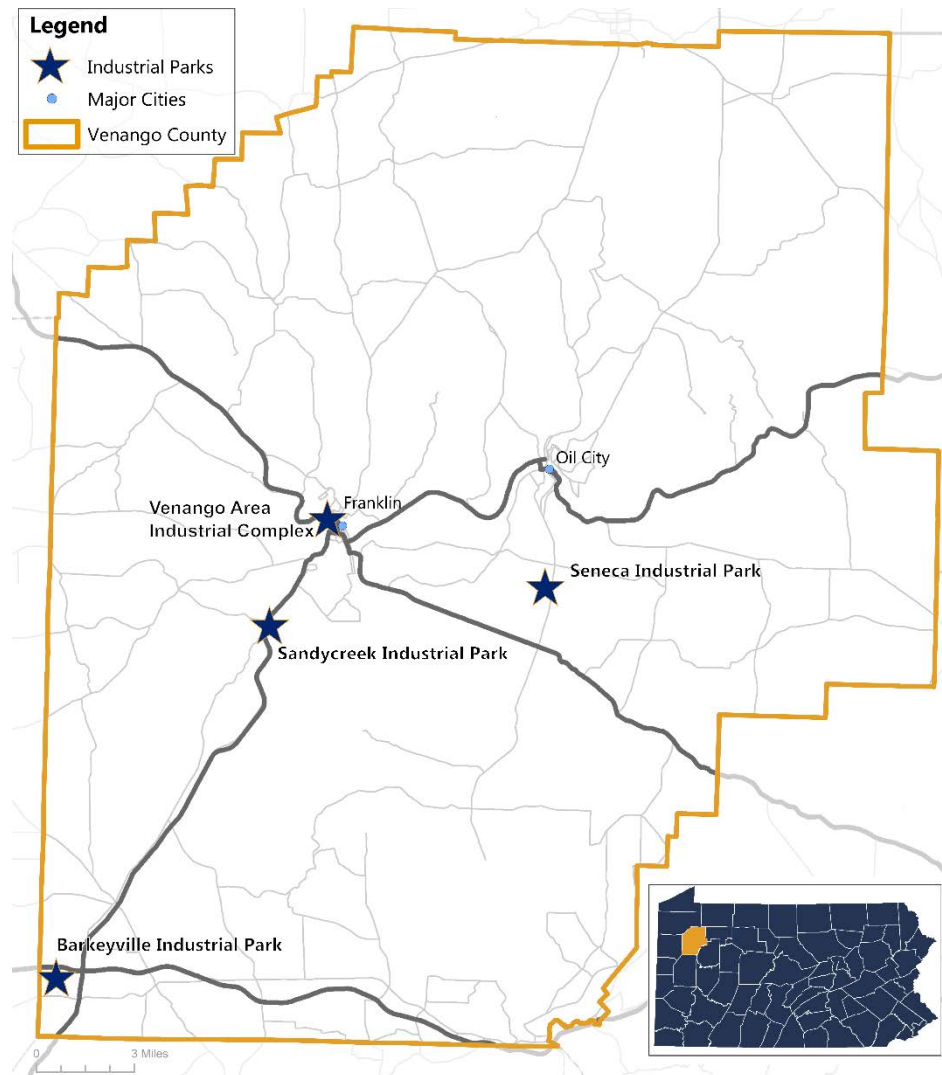 Legend
Industrial Parks
Major Cities
Venango County
Oil City
Franklin
Venango Area
Industrial Complex
Seneca Industrial Park
Sandycreek Industrial Park
Barkeyville Industrial Park
0 3 Miles